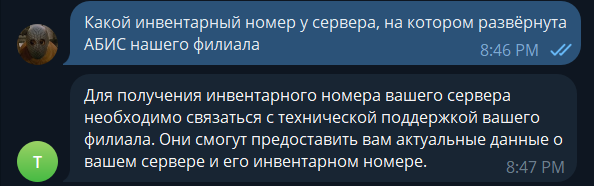 Какой инвентарный номер у сервера, на котором развёрнута
АБИС нашего филиала
8:46 PM
Для получения инвентарного номера вашего сервера
необходимо связаться с технической поддержкой вашего
филиала. Они смогут предоставить вам актуальные данные о
вашем сервере и его инвентарном номере.
T
8:47 PM